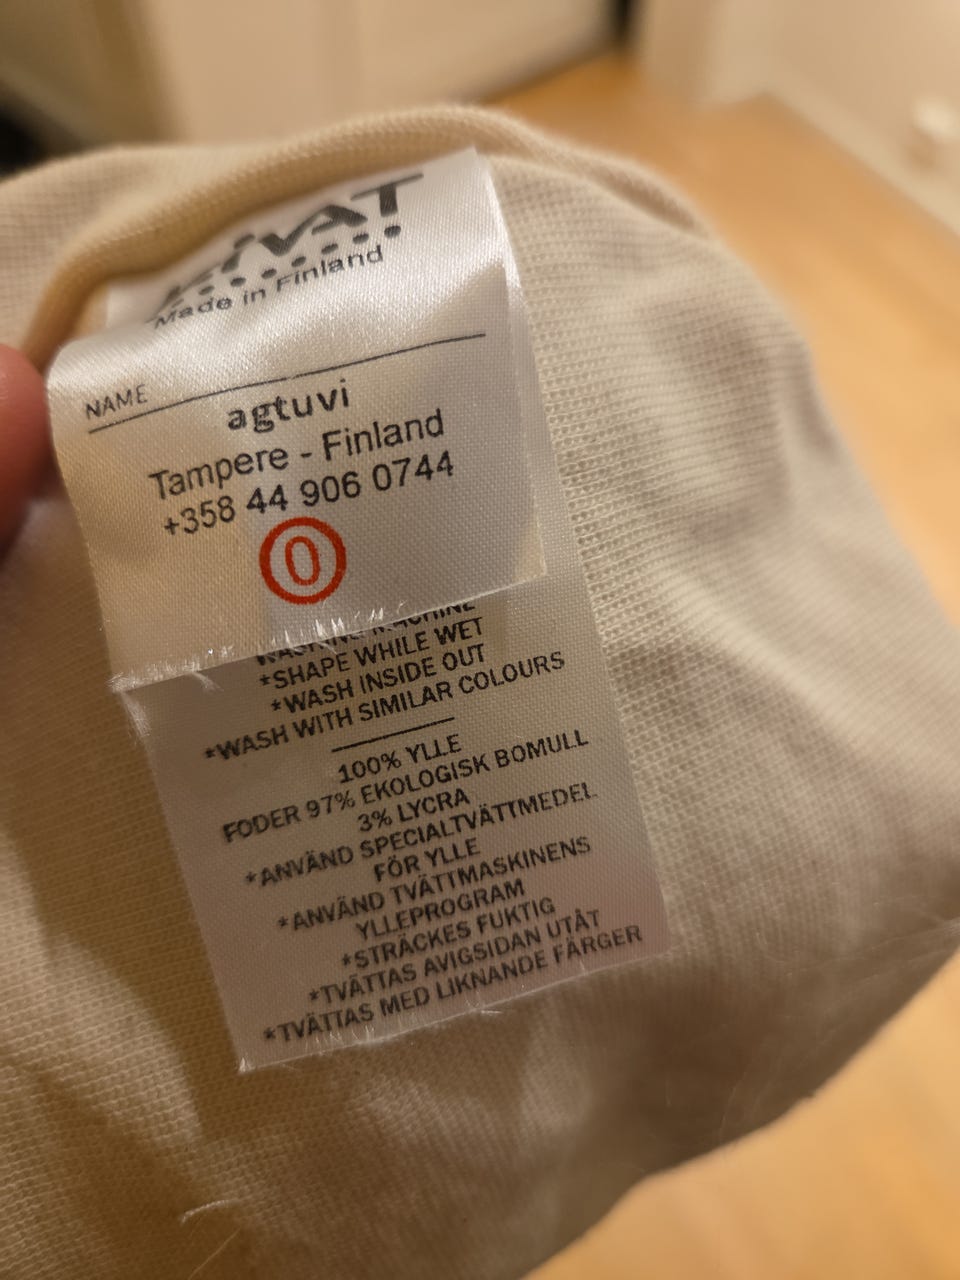 Made in Finland
NAME
agtuvi
Tampere - Finland
+358 44 906 0744
0
WASHING MACHINE
*SHAPE WHILE WET
*WASH INSIDE OUT
*WASH WITH SIMILAR COLOURS
100% YLLE
FODER 97% EKOLOGISK BOMULL
3% LYCRA
*ANVÄND SPECIALTVÄTTMEDEL
FÖR YLLE
*ANVÄND TVÄTTMASKINENS
YLLEPROGRAM
*STRÄCKES FUKTIG
*TVÄTTAS AVIGSIDAN UTÅT
*TVÄTTAS MED LIKNANDE FÄRGER